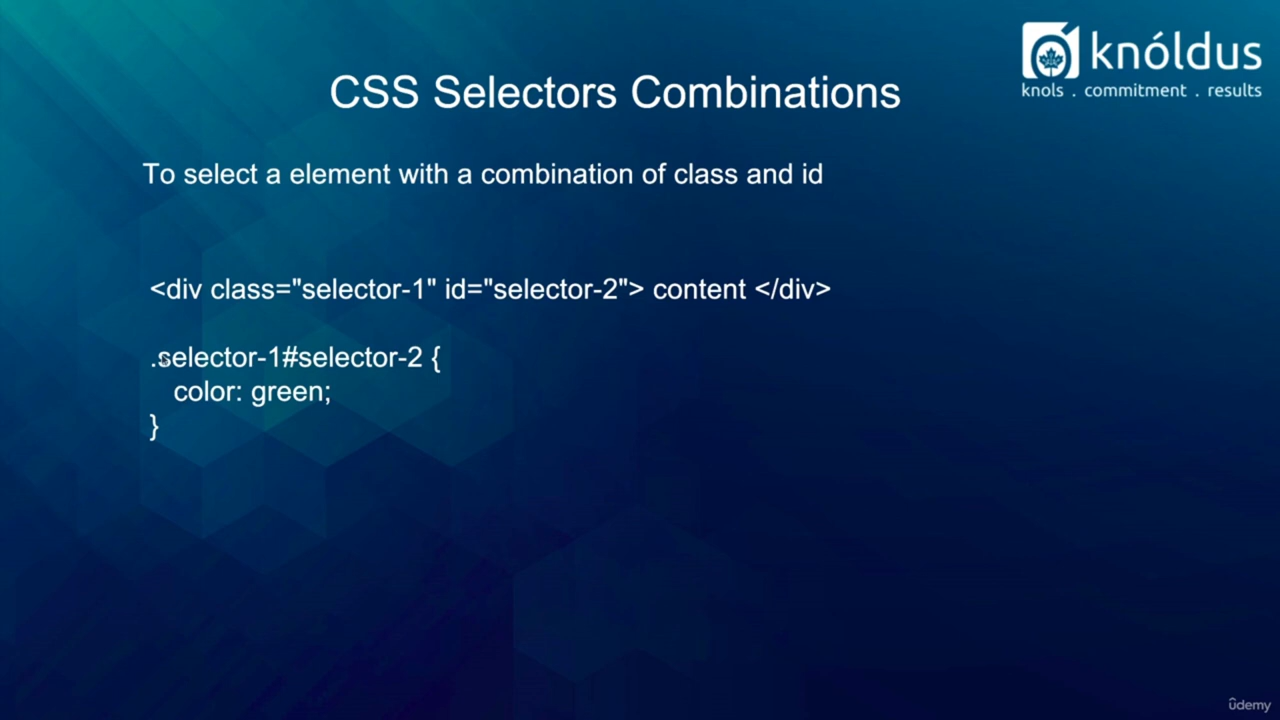 knóldus
knols . commitment . results
CSS Selectors Combinations
To select a element with a combination of class and id
<div class="selector-1" id="selector-2"> content </div>
.selector-1#selector-2 {
color: green;
}
ûdemy